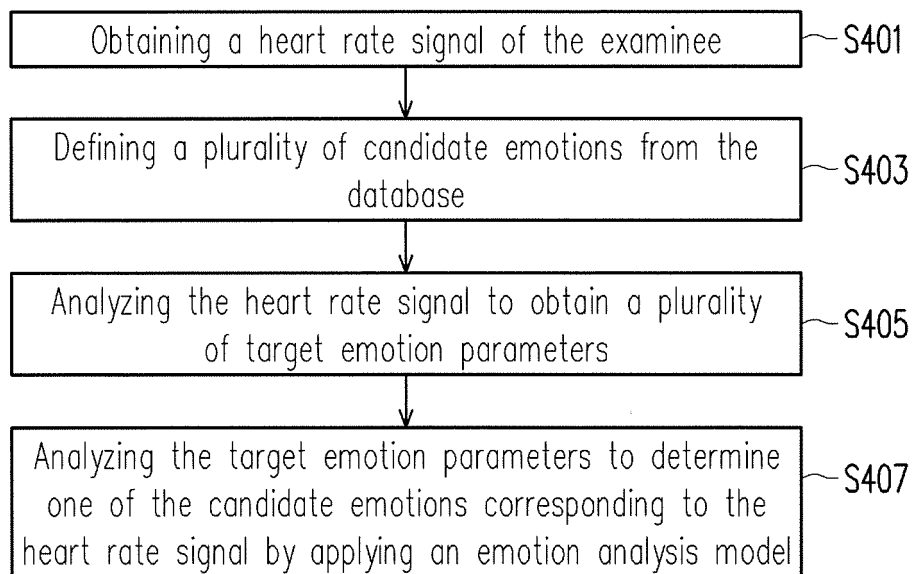 Obtaining a heart rate signal of the examinee
S401
Defining a plurality of candidate emotions from the
database
S403
Analyzing the heart rate signal to obtain a plurality
of target emotion parameters
S405
Analyzing the target emotion parameters to determine
one of the candidate emotions corresponding to the
heart rate signal by applying an emotion analysis model
S407